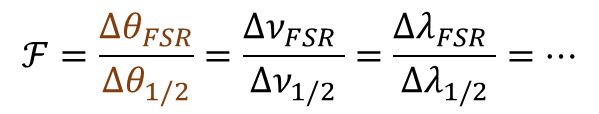 ℱ = Δθ_FSR / Δθ_1/2 = Δν_FSR / Δν_1/2 = Δλ_FSR / Δλ_1/2 = ⋯